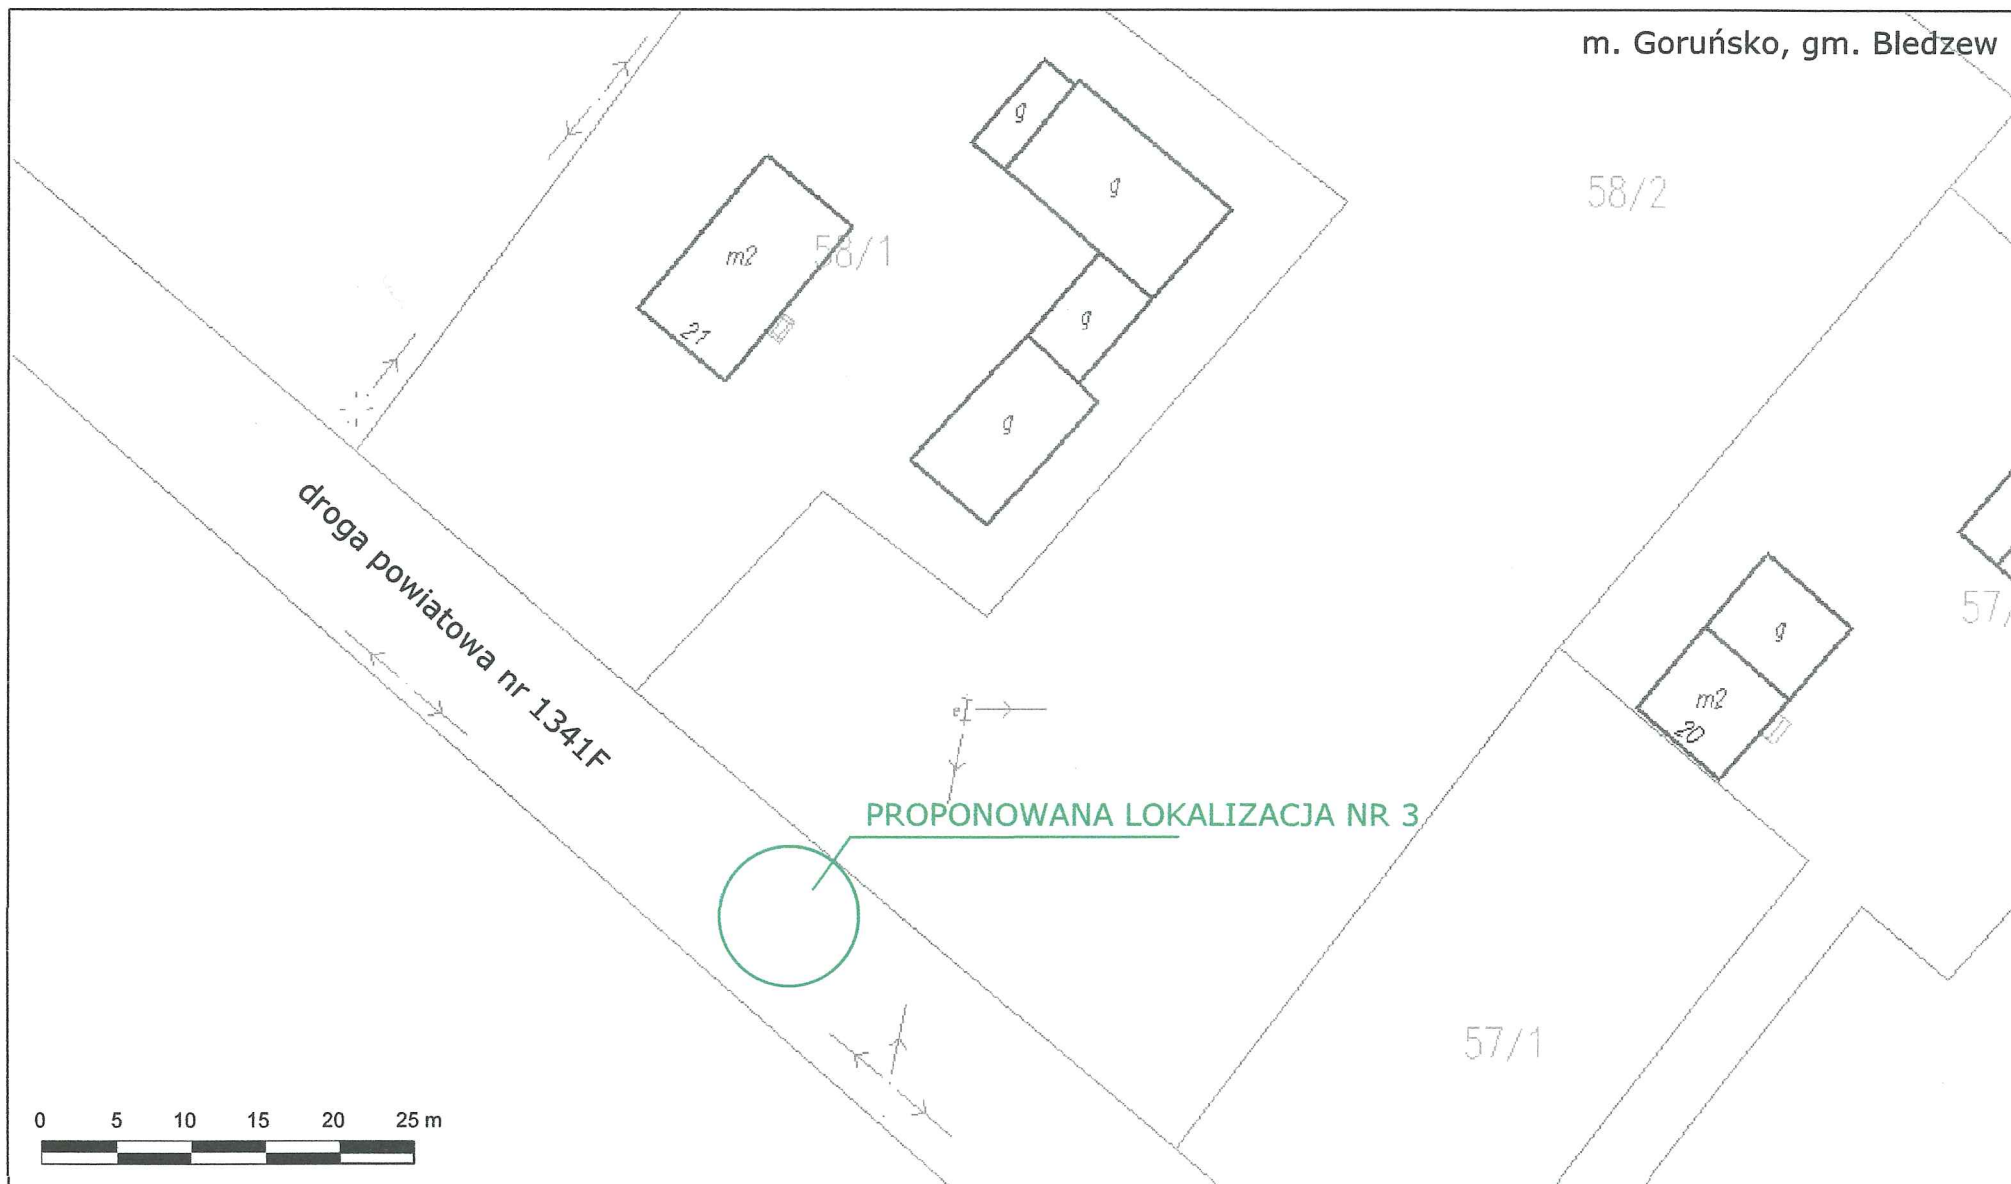 m. Goruńsko, gm. Bledzew
g
g
58/2
m2
58/1
21
g
g
droga powiatowa nr 1341F
g
57/
m2
20
e
PROPONOWANA LOKALIZACJA NR 3
57/1
0 5 10 15 20 25 m